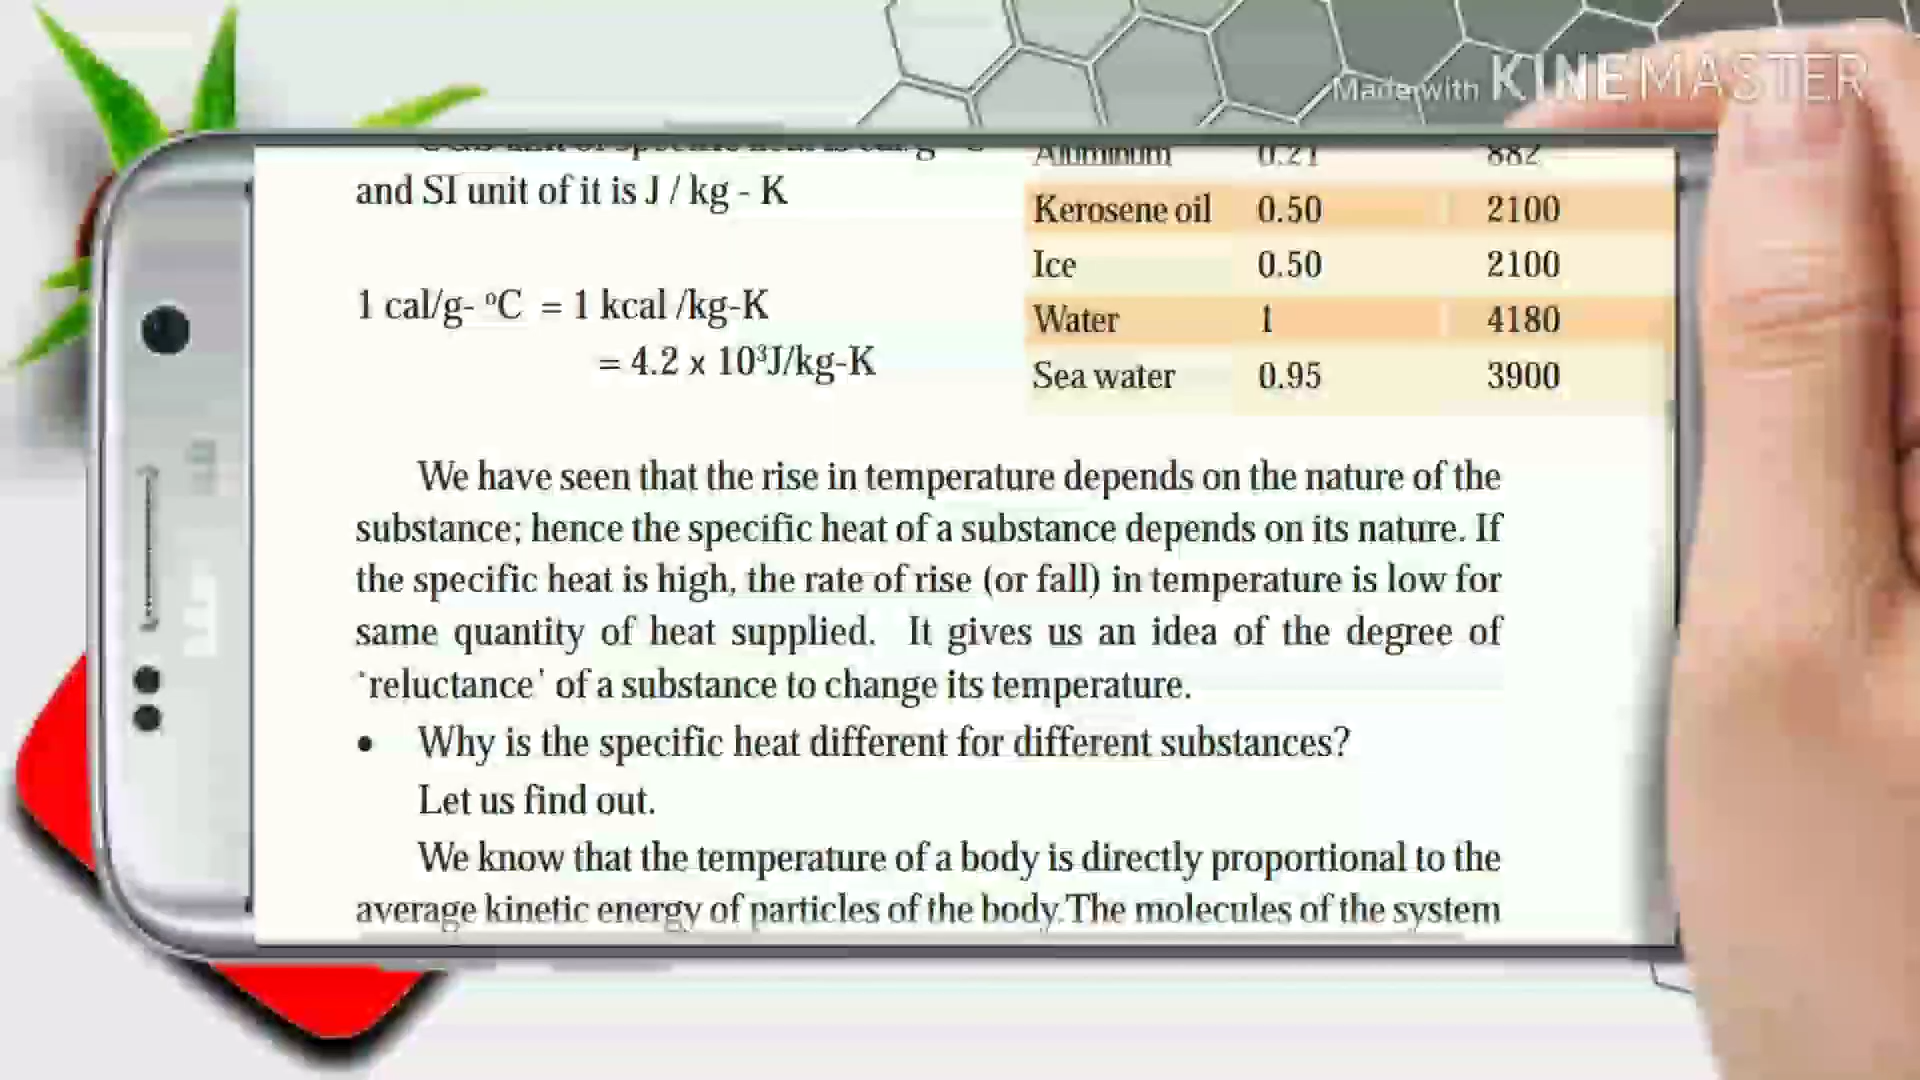 Made with KINEMASTER
and SI unit of it is J / kg - K
1 cal/g- °C = 1 kcal /kg-K
= 4.2 x 10³J/kg-K
Aluminum 0.21 882
Kerosene oil 0.50 2100
Ice 0.50 2100
Water 1 4180
Sea water 0.95 3900
We have seen that the rise in temperature depends on the nature of the
substance; hence the specific heat of a substance depends on its nature. If
the specific heat is high, the rate of rise (or fall) in temperature is low for
same quantity of heat supplied. It gives us an idea of the degree of
‘reluctance’ of a substance to change its temperature.
• Why is the specific heat different for different substances?
Let us find out.
We know that the temperature of a body is directly proportional to the
average kinetic energy of particles of the body.The molecules of the system